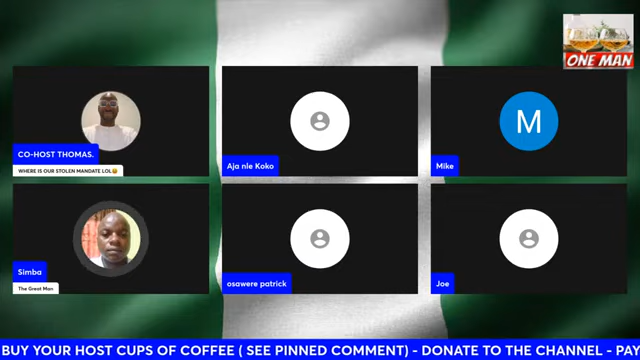 ONE MAN
CO-HOST THOMAS.
WHERE IS OUR STOLEN MANDATE LOL😄
Aja nie Koko
M
Mike
Simba
The Great Man
osawere patrick
Joe
BUY YOUR HOST CUPS OF COFFEE ( SEE PINNED COMMENT) - DONATE TO THE CHANNEL - PAY